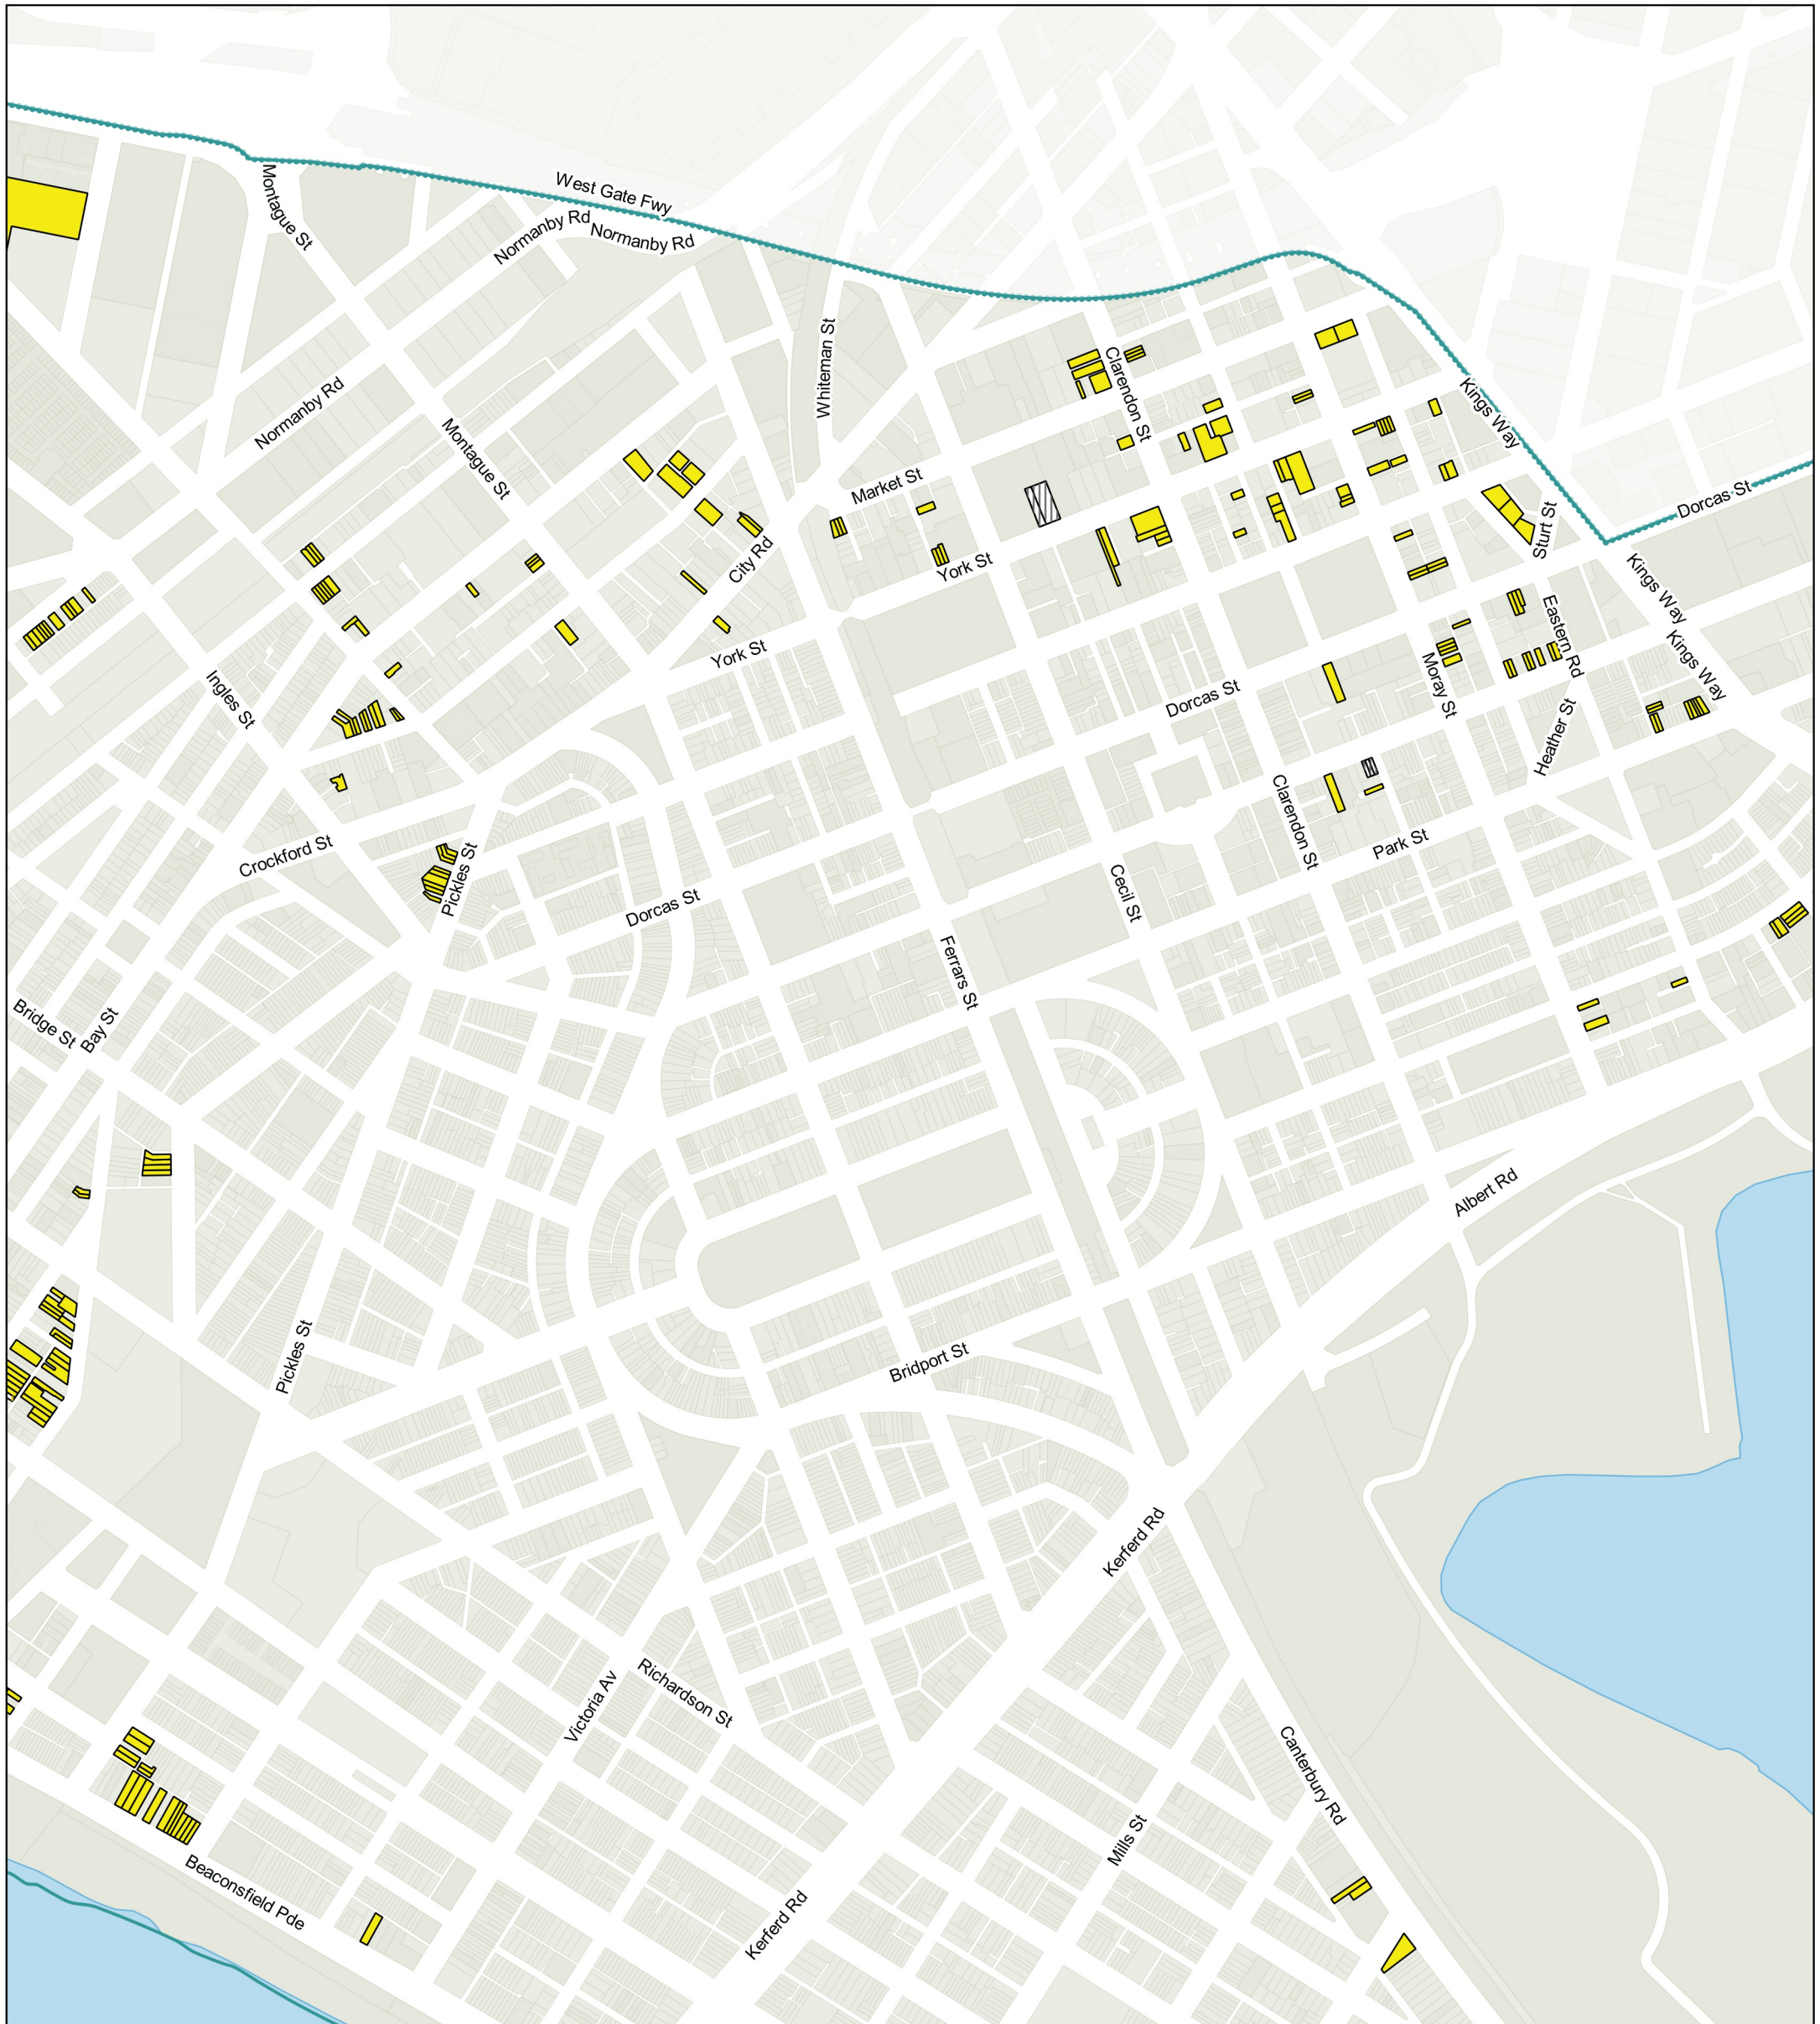 West Gate Fwy
Montague St
Normanby Rd
Normanby Rd
Whiteman St
Clarendon St
Kings Way
Normanby Rd
Montague St
Market St
Dorcas St
Sturt St
City Rd
York St
Kings Way
Eastern Rd
York St
Kings Way
Ingles St
Dorcas St
Moray St
Heather St
Clarendon St
Crockford St
Park St
Pickles St
Cecil St
Dorcas St
Ferrars St
Bridge St
Bay St
Albert Rd
Pickles St
Bridport St
Kerferd Rd
Richardson St
Victoria Av
Canterbury Rd
Mills St
Beaconsfield Pde
Kerferd Rd